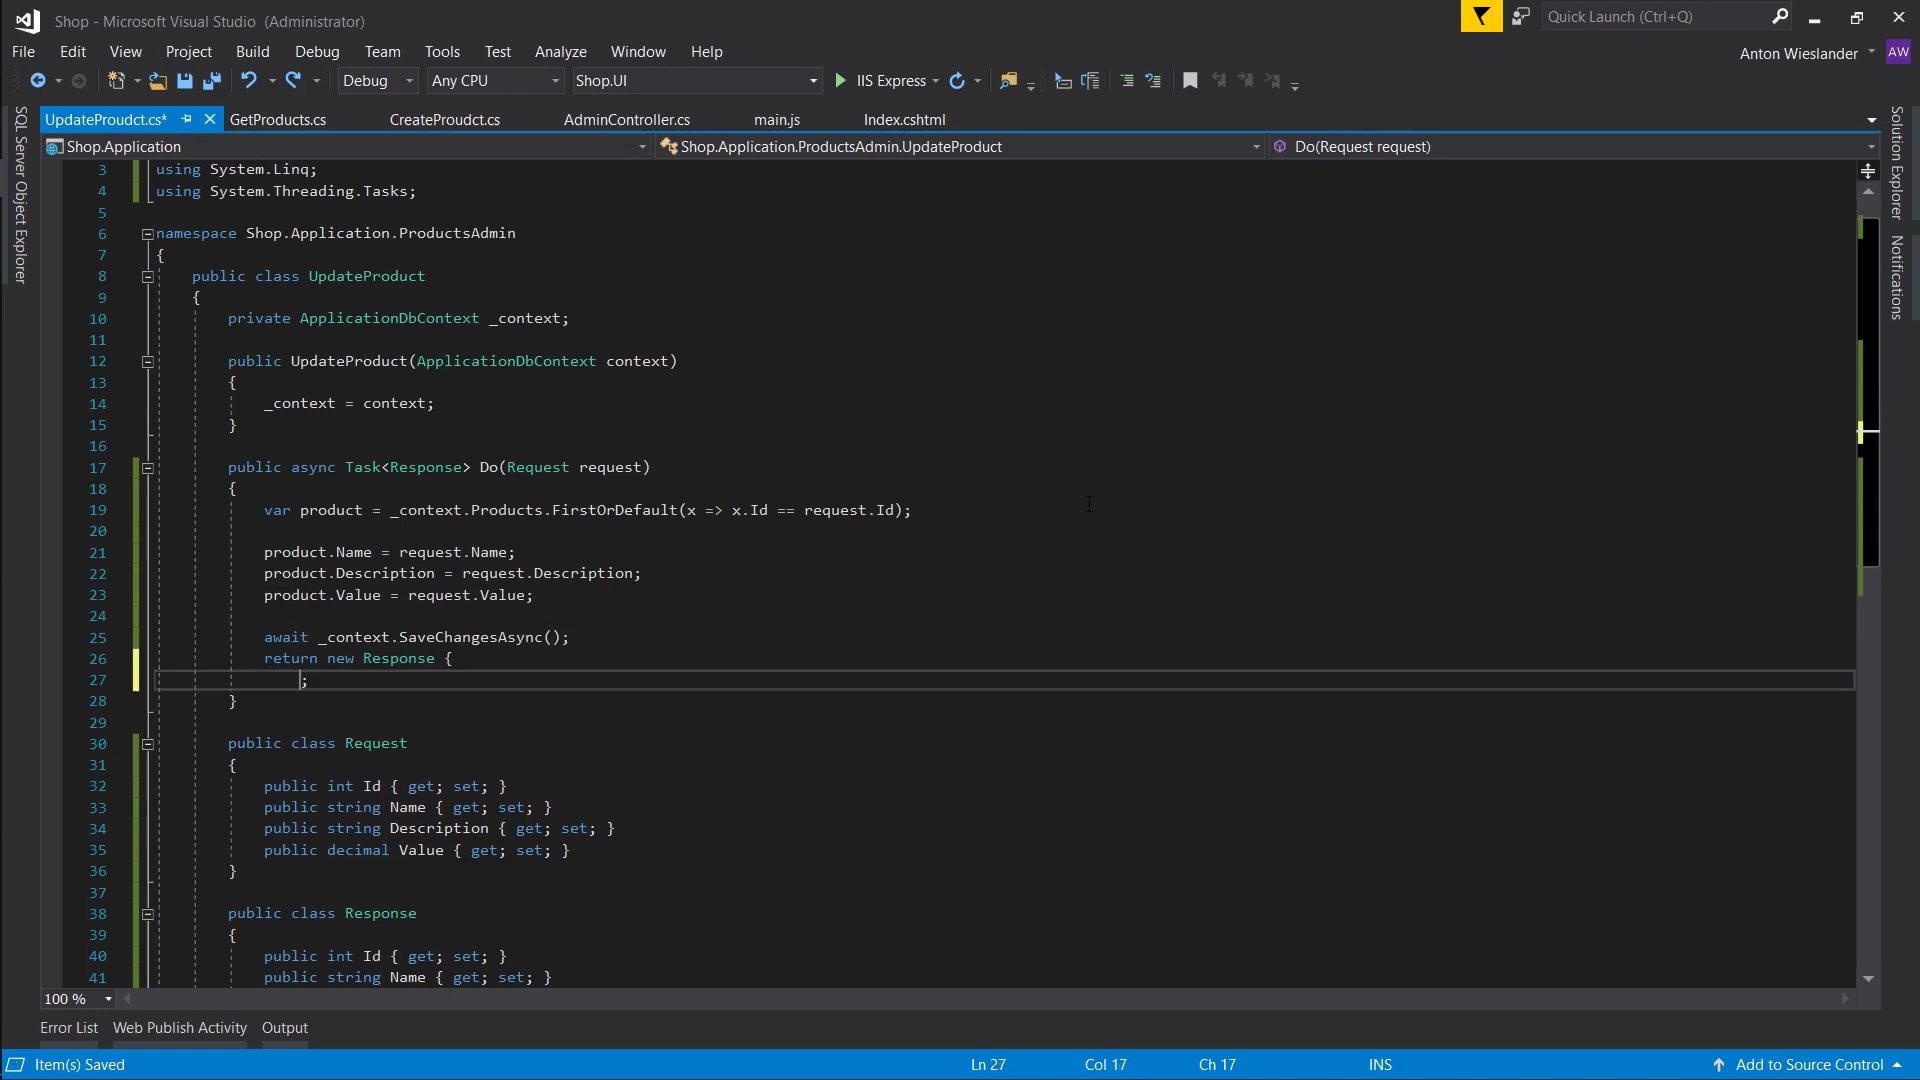 Shop - Microsoft Visual Studio (Administrator)
Quick Launch (Ctrl+Q)
File Edit View Project Build Debug Team Tools Test Analyze Window Help
Anton Wieslander AW
Debug Any CPU Shop.UI IIS Express
UpdateProudct.cs* GetProducts.cs CreateProudct.cs AdminController.cs main.js Index.cshtml
Shop.Application Shop.Application.ProductsAdmin.UpdateProduct Do(Request request)
SQL Server Object Explorer
Solution Explorer
Notifications
3 using System.Linq;
4 using System.Threading.Tasks;
5
6 namespace Shop.Application.ProductsAdmin
7 {
8 public class UpdateProduct
9 {
10 private ApplicationDbContext _context;
11
12 public UpdateProduct(ApplicationDbContext context)
13 {
14 _context = context;
15 }
16
17 public async Task<Response> Do(Request request)
18 {
19 var product = _context.Products.FirstOrDefault(x => x.Id == request.Id);
20
21 product.Name = request.Name;
22 product.Description = request.Description;
23 product.Value = request.Value;
24
25 await _context.SaveChangesAsync();
26 return new Response {
27 ;
28 }
29
30 public class Request
31 {
32 public int Id { get; set; }
33 public string Name { get; set; }
34 public string Description { get; set; }
35 public decimal Value { get; set; }
36 }
37
38 public class Response
39 {
40 public int Id { get; set; }
41 public string Name { get; set; }
100 %
Error List Web Publish Activity Output
Item(s) Saved Ln 27 Col 17 Ch 17 INS Add to Source Control